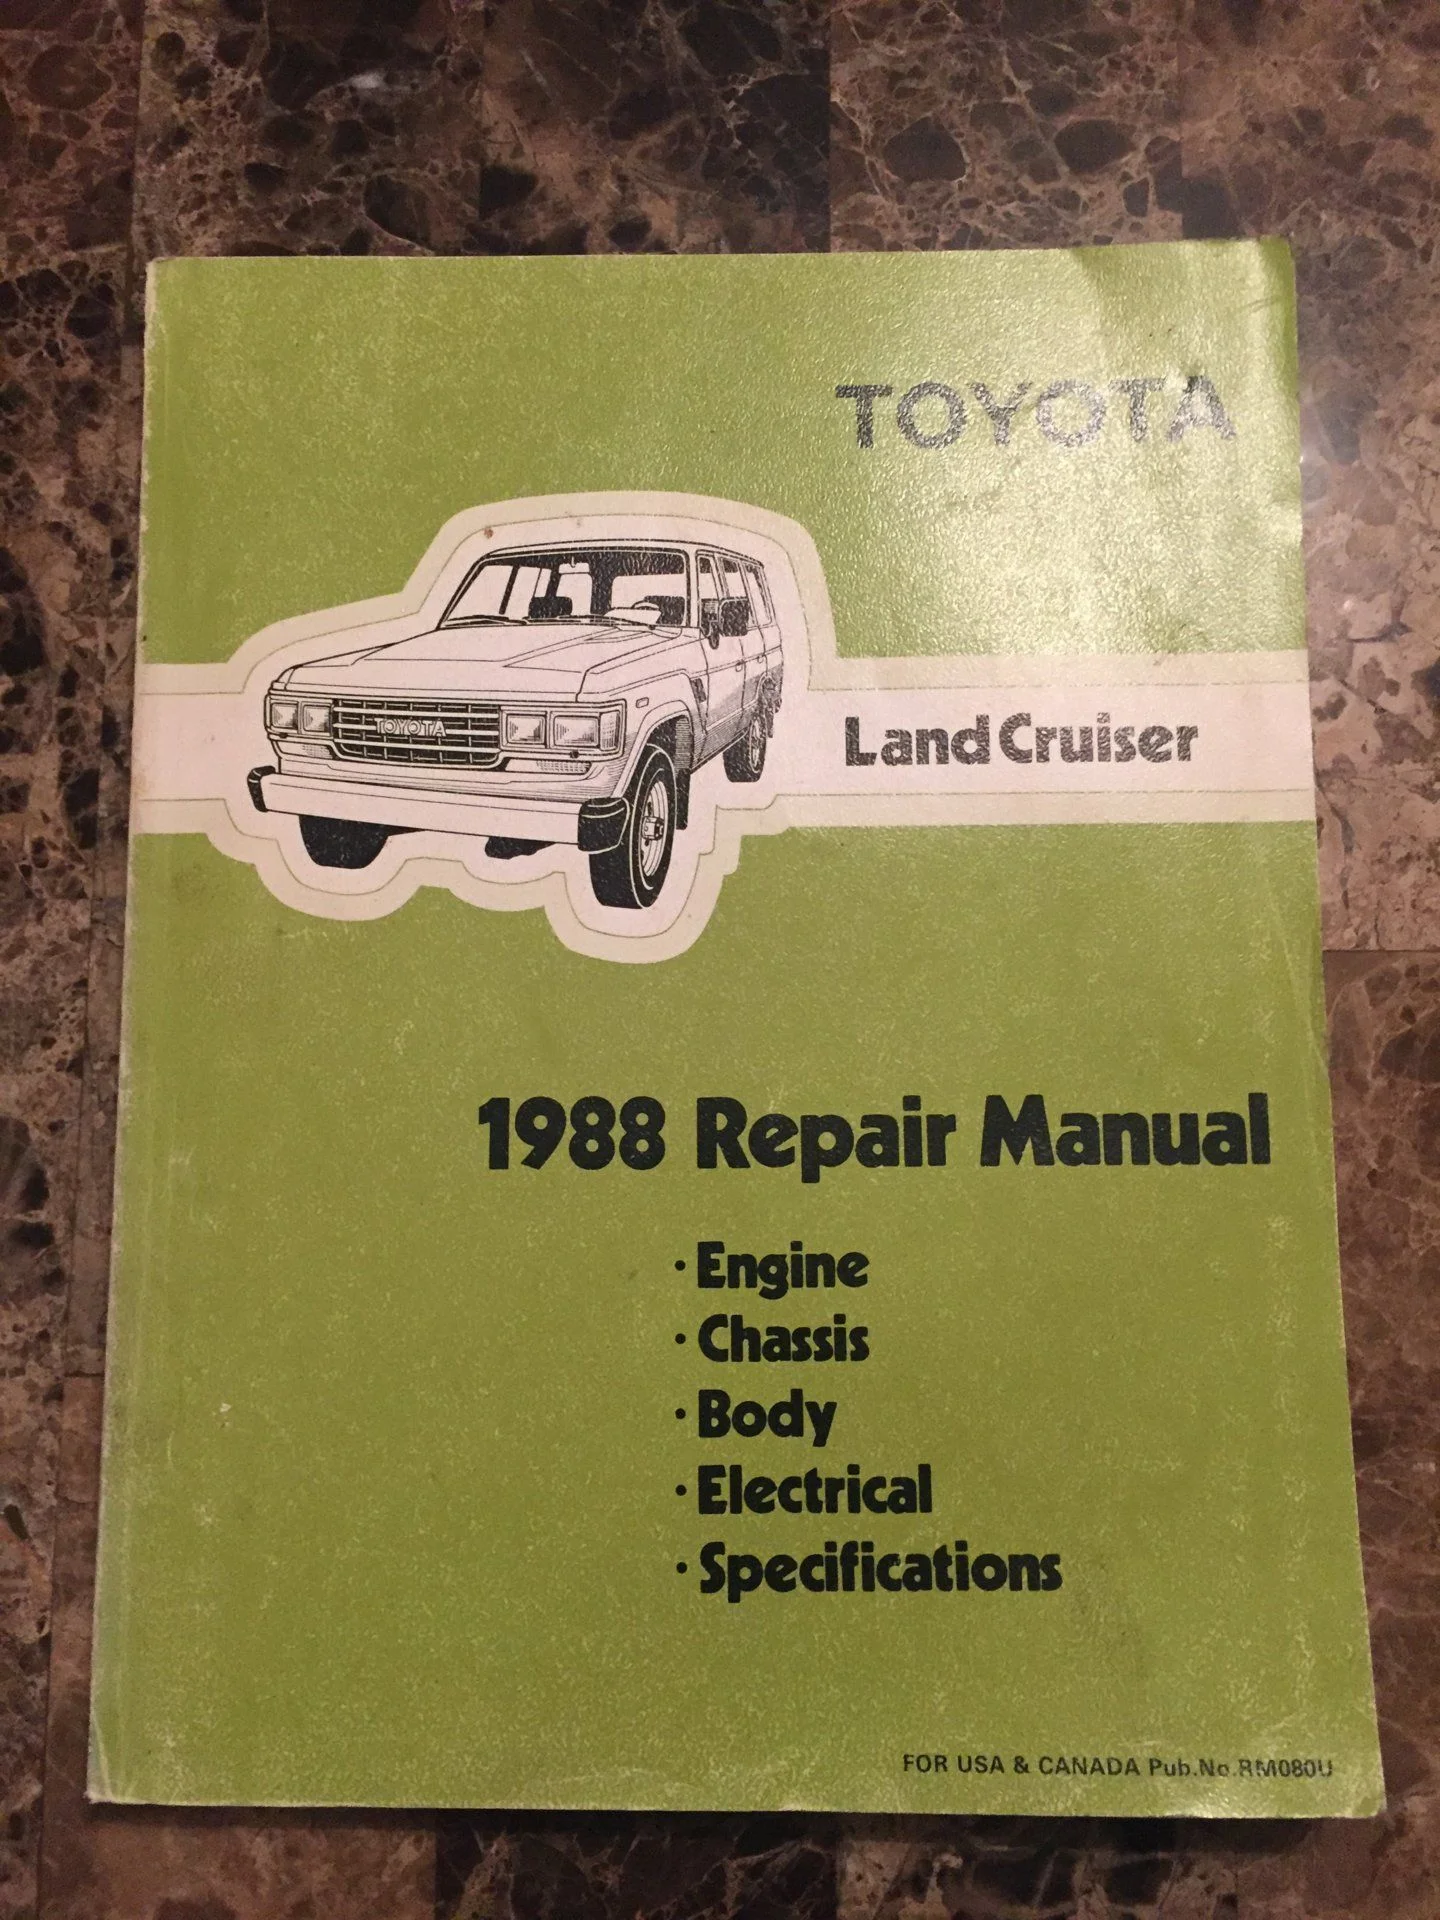 TOYOTA
TOYOTA
Land Cruiser
1988 Repair Manual
· Engine
· Chassis
· Body
· Electrical
· Specifications
FOR USA & CANADA Pub.No.RM080U